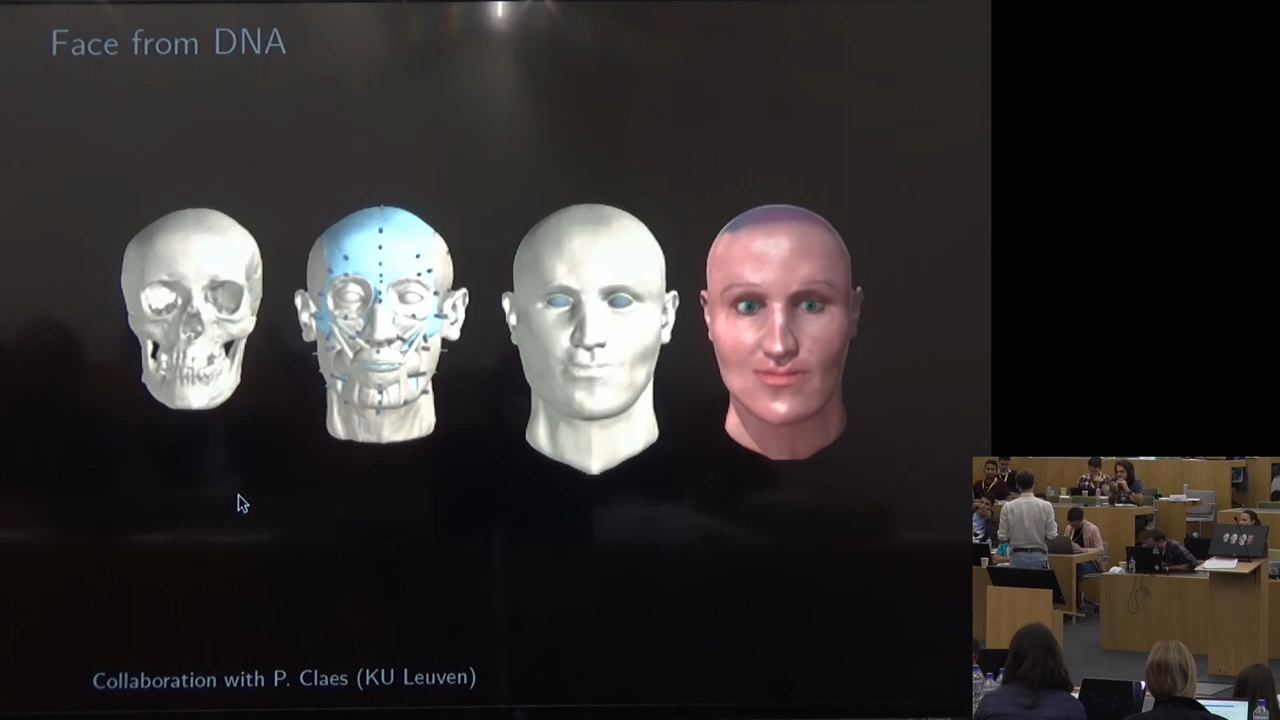 Face from DNA
Collaboration with P. Claes (KU Leuven)